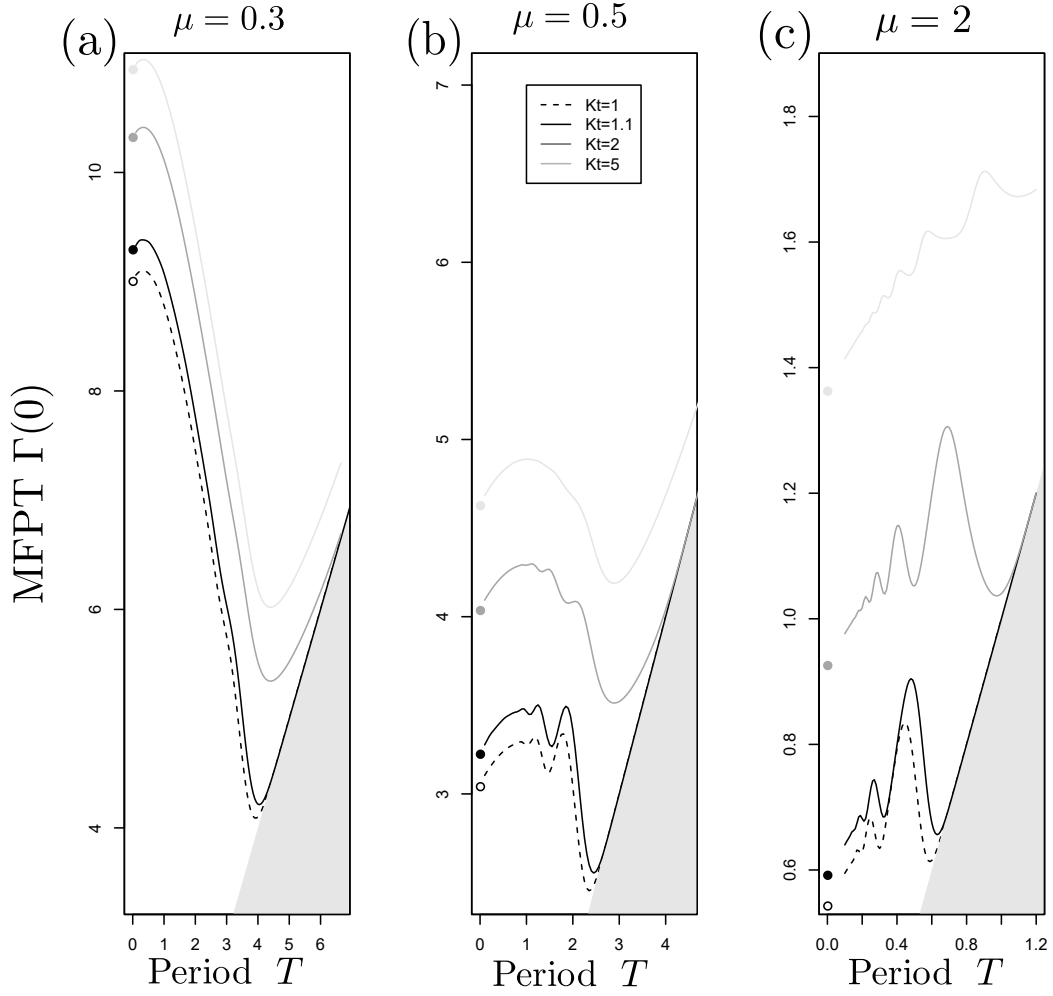 (a) μ = 0.3
(b) μ = 0.5
(c) μ = 2
MFPT Γ(0)
10
8
6
4
0 1 2 3 4 5 6
Period T
7
6
5
4
3
Kt=1
Kt=1.1
Kt=2
Kt=5
0 1 2 3 4
Period T
1.8
1.6
1.4
1.2
1.0
0.8
0.6
0.0 0.4 0.8 1.2
Period T